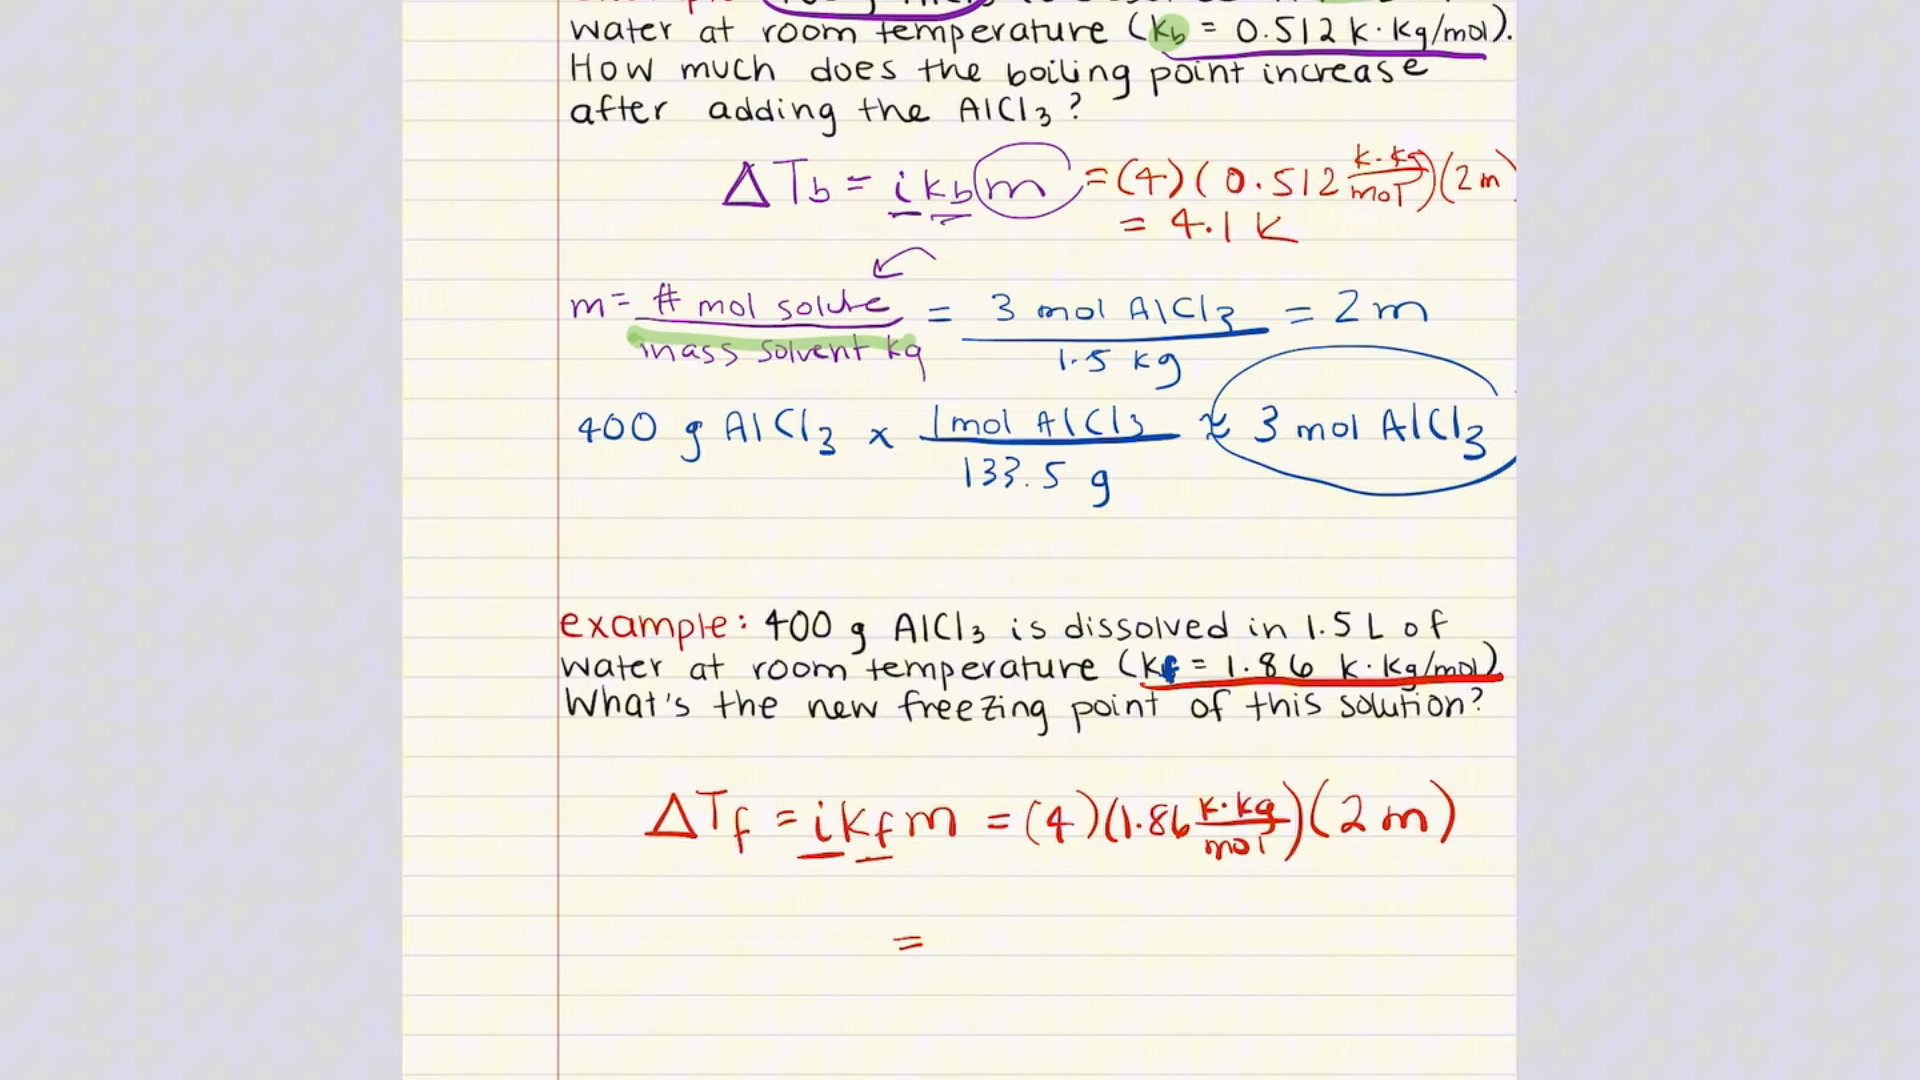 water at room temperature (kb = 0.512 k·kg/mol).
How much does the boiling point increase
after adding the AlCl3?
ΔTb = ikb m = (4)(0.512 k·kg/mol)(2m)
= 4.1 K
m = # mol solute / mass solvent kg = 3 mol AlCl3 / 1.5 kg = 2 m
400 g AlCl3 x 1 mol AlCl3 / 133.5 g ≈ 3 mol AlCl3
example: 400 g AlCl3 is dissolved in 1.5 L of
water at room temperature (kf = 1.86 k·kg/mol)
What's the new freezing point of this solution?
ΔTf = ikf m = (4)(1.86 k·kg/mol)(2 m)
=